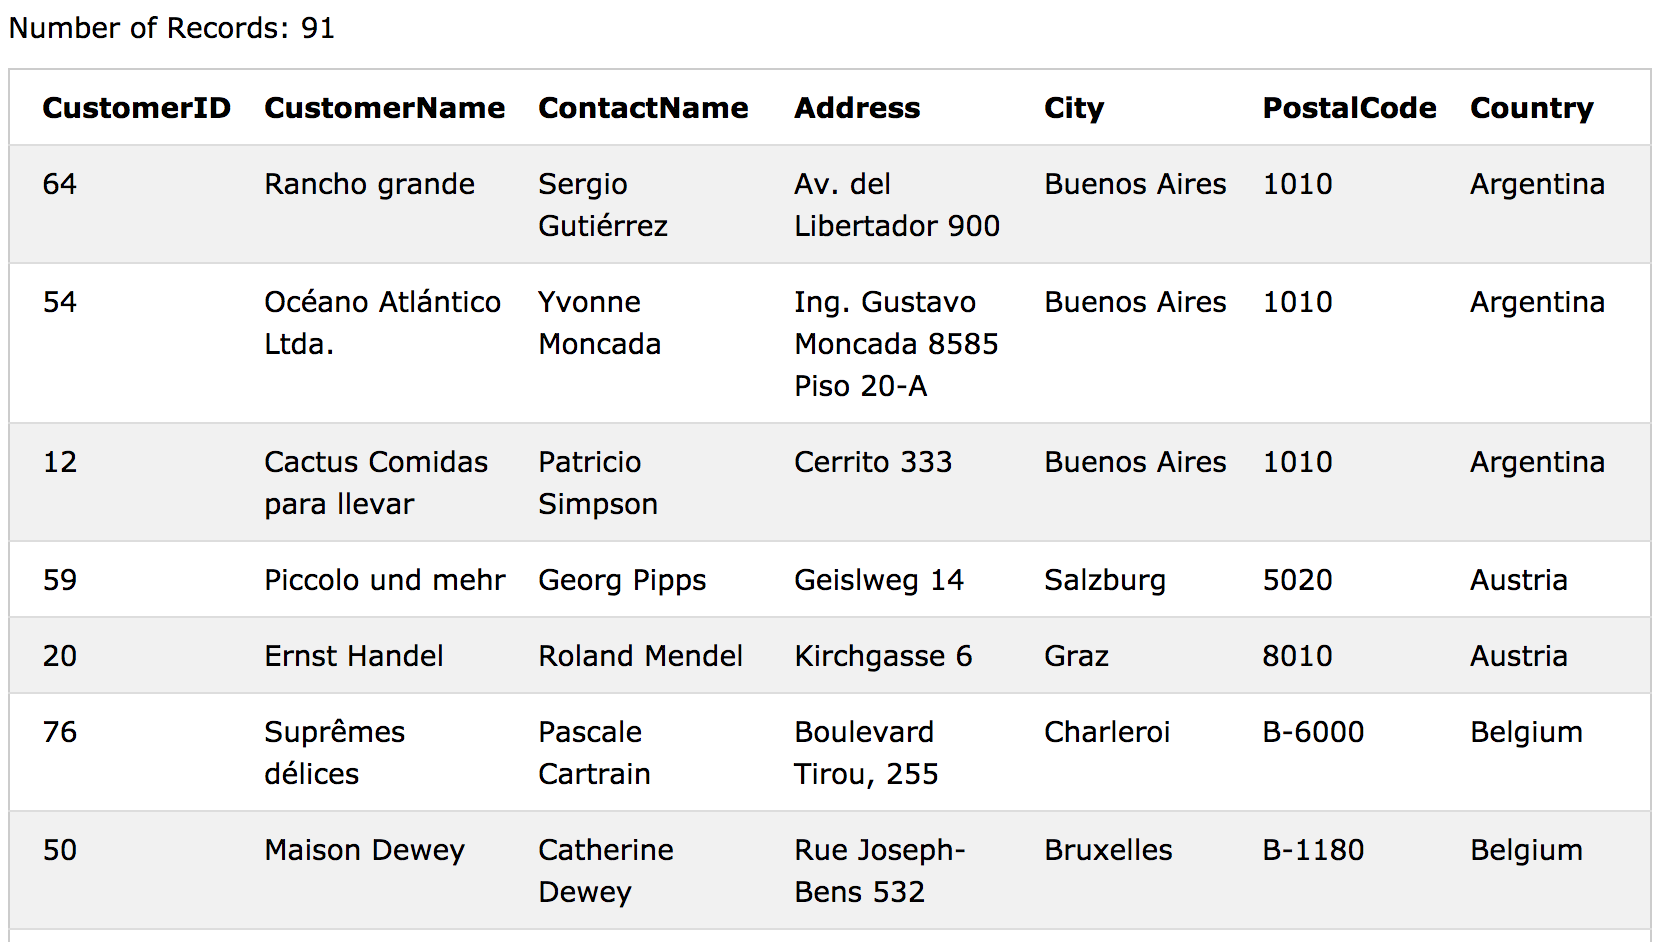 Number of Records: 91
CustomerID CustomerName ContactName Address City PostalCode Country
64 Rancho grande Sergio Av. del Buenos Aires 1010 Argentina
Gutiérrez Libertador 900
54 Océano Atlántico Yvonne Ing. Gustavo Buenos Aires 1010 Argentina
Ltda. Moncada Moncada 8585
Piso 20-A
12 Cactus Comidas Patricio Cerrito 333 Buenos Aires 1010 Argentina
para llevar Simpson
59 Piccolo und mehr Georg Pipps Geislweg 14 Salzburg 5020 Austria
20 Ernst Handel Roland Mendel Kirchgasse 6 Graz 8010 Austria
76 Suprêmes Pascale Boulevard Charleroi B-6000 Belgium
délices Cartrain Tirou, 255
50 Maison Dewey Catherine Rue Joseph- Bruxelles B-1180 Belgium
Dewey Bens 532